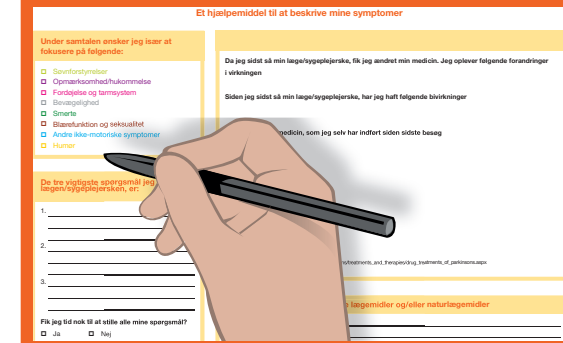 Et hjælpemiddel til at beskrive mine symptomer
Under samtalen ønsker jeg især at
fokusere på følgende:
Søvnforstyrrelser
Opmærksomhed/hukommelse
Fordøjelse og tarmsystem
Bevægelighed
Smerte
Blærefunktion og seksualitet
Andre ikke-motoriske symptomer
Humør
De tre vigtigste spørgsmål jeg
lægen/sygeplejersken, er:
1.
2.
3.
Fik jeg tid nok til at stille alle mine spørgsmål?
Ja Nej
Da jeg sidst så min læge/sygeplejerske, fik jeg ændret min medicin. Jeg oplever følgende forandringer
i virkningen
Siden jeg sidst så min læge/sygeplejerske, har jeg haft følgende bivirkninger
medicin, som jeg selv har indført siden sidste besøg
/treatments_and_therapies/drug_treatments_of_parkinsons.aspx
lægemidler og/eller naturlægemidler